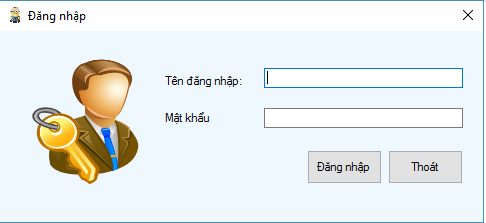 Đăng nhập
Tên đăng nhập:
Mật khẩu
Đăng nhập
Thoát